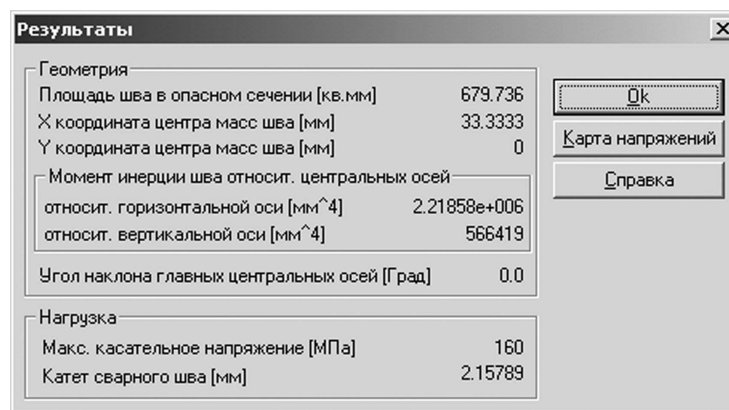 Результаты
Геометрия
Площадь шва в опасном сечении [кв.мм] 679.736
X координата центра масс шва [мм] 33.3333
Y координата центра масс шва [мм] 0
Момент инерции шва относит. центральных осей
относит. горизонтальной оси [мм^4] 2.21858e+006
относит. вертикальной оси [мм^4] 566419
Угол наклона главных центральных осей [Град] 0.0
Нагрузка
Макс. касательное напряжение [МПа] 160
Катет сварного шва [мм] 2.15789
Ok
Карта напряжений
Справка